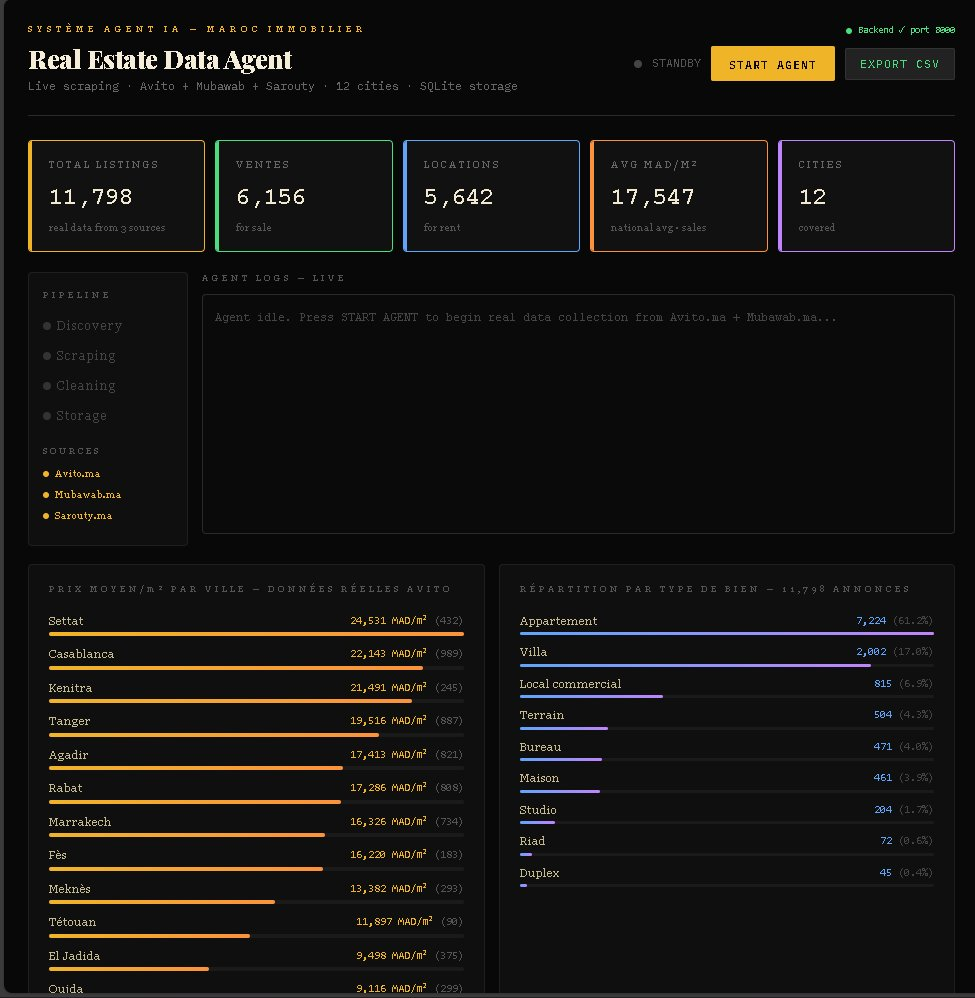 SYSTÈME AGENT IA — MAROC IMMOBILIER
Backend ✓ port 8000
Real Estate Data Agent
STANDBY
START AGENT
EXPORT CSV
Live scraping · Avito + Mubawab + Sarouty · 12 cities · SQLite storage
TOTAL LISTINGS
11,798
real data from 3 sources
VENTES
6,156
for sale
LOCATIONS
5,642
for rent
AVG MAD/M²
17,547
national avg · sales
CITIES
12
covered
PIPELINE
Discovery
Scraping
Cleaning
Storage
SOURCES
Avito.ma
Mubawab.ma
Sarouty.ma
AGENT LOGS — LIVE
Agent idle. Press START AGENT to begin real data collection from Avito.ma + Mubawab.ma...
PRIX MOYEN/m² PAR VILLE — DONNÉES RÉELLES AVITO
Settat 24,531 MAD/m² (432)
Casablanca 22,143 MAD/m² (989)
Kenitra 21,491 MAD/m² (245)
Tanger 19,516 MAD/m² (887)
Agadir 17,413 MAD/m² (821)
Rabat 17,286 MAD/m² (808)
Marrakech 16,326 MAD/m² (734)
Fès 16,220 MAD/m² (183)
Meknès 13,382 MAD/m² (293)
Tétouan 11,897 MAD/m² (90)
El Jadida 9,498 MAD/m² (375)
Oujda 9,116 MAD/m² (299)
RÉPARTITION PAR TYPE DE BIEN — 11,798 ANNONCES
Appartement 7,224 (61.2%)
Villa 2,002 (17.0%)
Local commercial 815 (6.9%)
Terrain 504 (4.3%)
Bureau 471 (4.0%)
Maison 461 (3.9%)
Studio 204 (1.7%)
Riad 72 (0.6%)
Duplex 45 (0.4%)